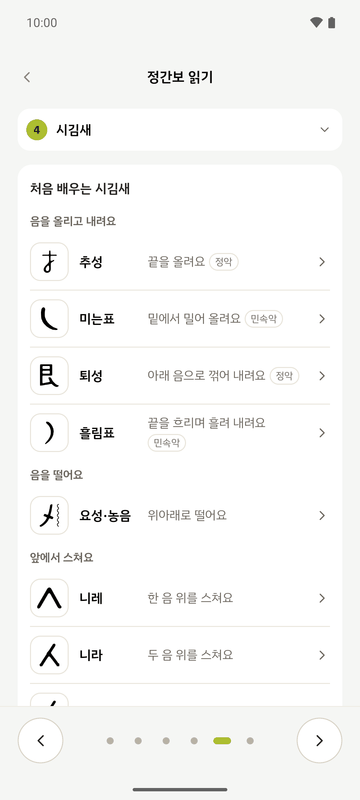 10:00
정간보 읽기
4 시김새
처음 배우는 시김새
음을 올리고 내려요
추성 끝을 올려요 정악
미는표 밑에서 밀어 올려요 민속악
퇴성 아래 음으로 꺾어 내려요 정악
흘림표 끝을 흐리며 흘려 내려요
민속악
음을 떨어요
요성·농음 위아래로 떨어요
앞에서 스쳐요
니레 한 음 위를 스쳐요
니라 두 음 위를 스쳐요